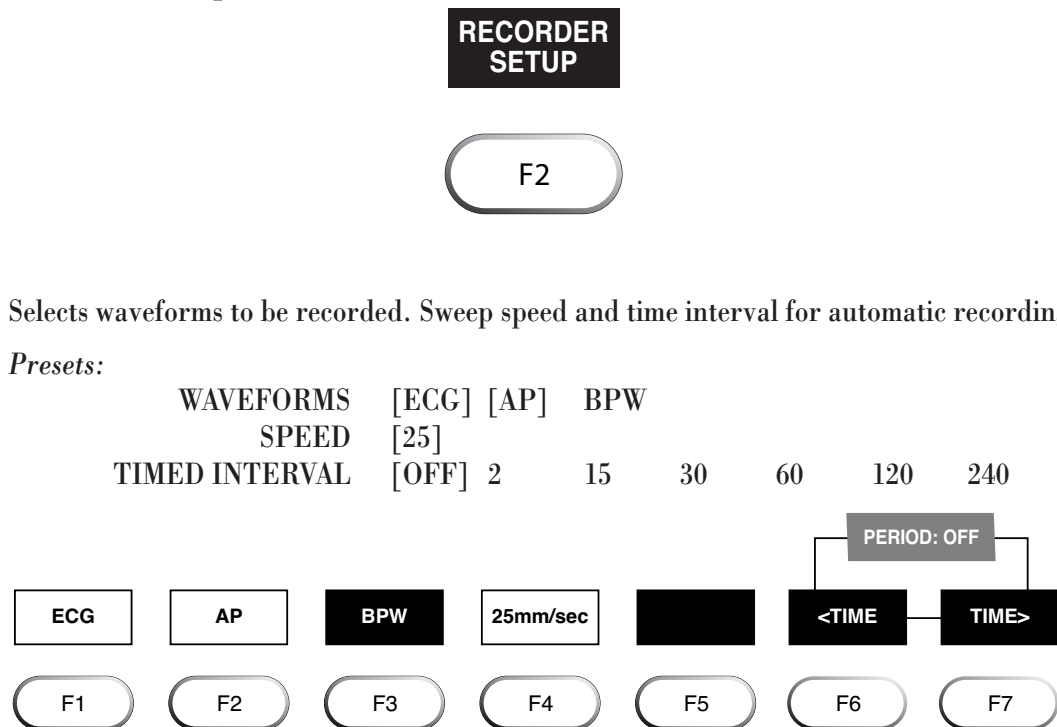 RECORDER
SETUP
F2
Selects waveforms to be recorded. Sweep speed and time interval for automatic
Presets:
WAVEFORMS [ECG] [AP] BPW
SPEED [25]
TIMED INTERVAL [OFF] 2 15 30 60 120 240
PERIOD: OFF
ECG AP BPW 25mm/sec <TIME TIME>
F1 F2 F3 F4 F5 F6 F7